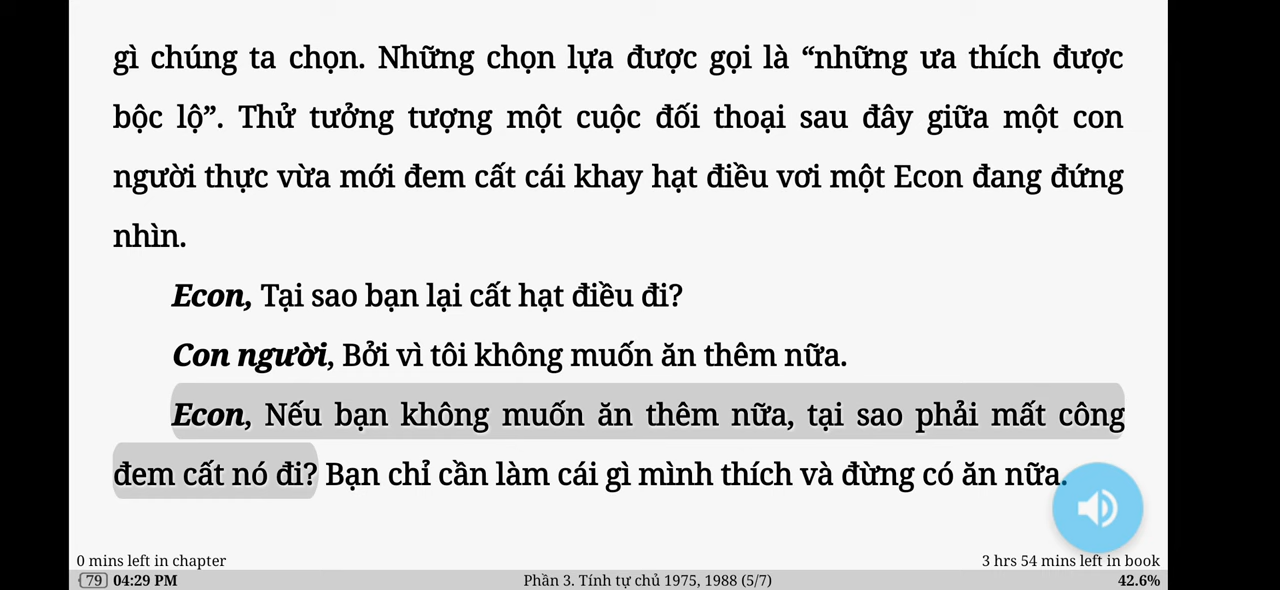 gì chúng ta chọn. Những chọn lựa được gọi là “những ưa thích được
bộc lộ”. Thử tưởng tượng một cuộc đối thoại sau đây giữa một con
người thực vừa mới đem cất cái khay hạt điều vơi một Econ đang đứng
nhìn.
Econ, Tại sao bạn lại cất hạt điều đi?
Con người, Bởi vì tôi không muốn ăn thêm nữa.
Econ, Nếu bạn không muốn ăn thêm nữa, tại sao phải mất công
đem cất nó đi? Bạn chỉ cần làm cái gì mình thích và đừng có ăn nữa.
0 mins left in chapter 3 hrs 54 mins left in book
79 04:29 PM Phần 3. Tính tự chủ 1975, 1988 (5/7) 42.6%